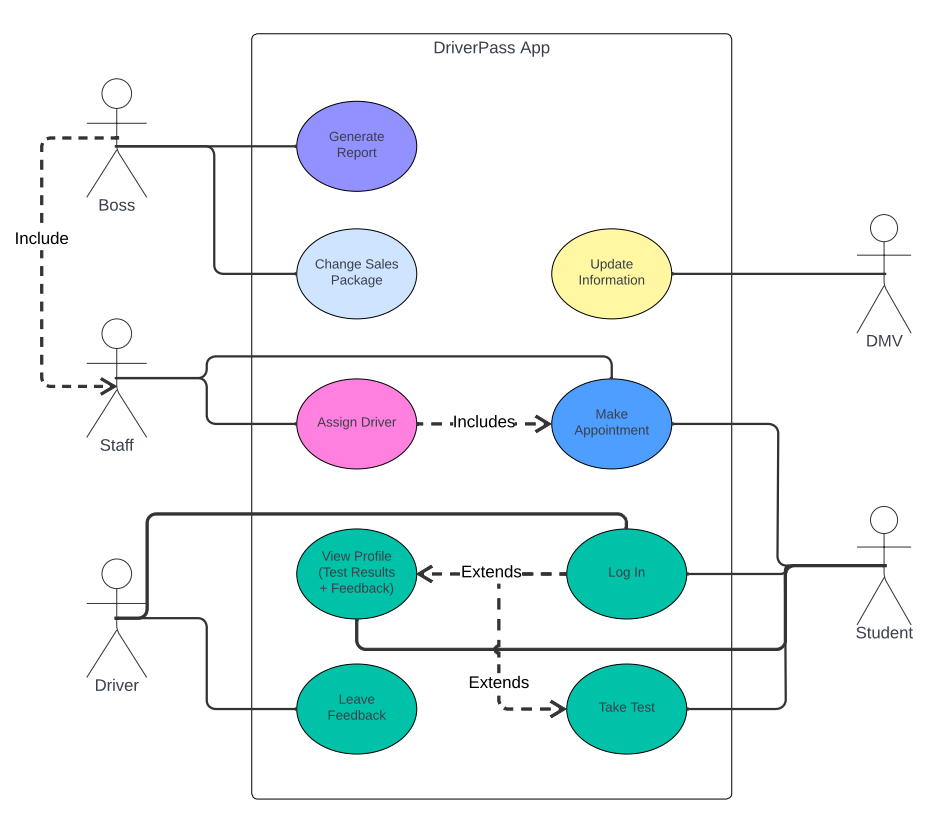 DriverPass App
Generate
Report
Boss
Include
Change Sales
Package
Update
Information
DMV
Staff
Assign Driver
Includes
Make
Appointment
View Profile
(Test Results
+ Feedback)
Extends
Log In
Student
Driver
Extends
Leave
Feedback
Take Test